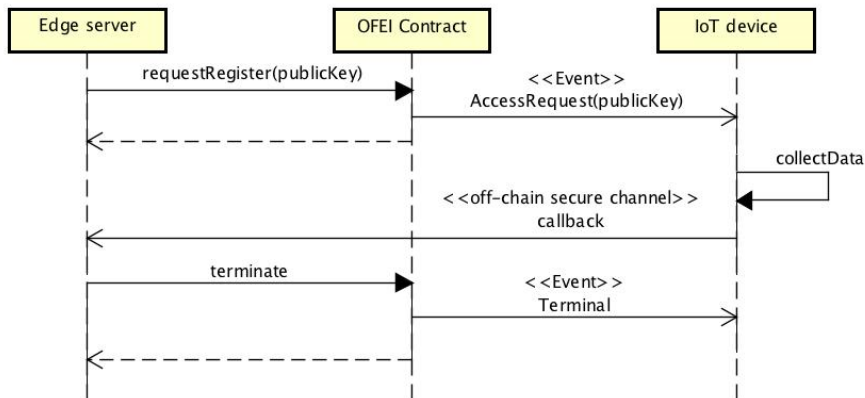 Edge server
OFEI Contract
IoT device
requestRegister(publicKey)
<<Event>>
AccessRequest(publicKey)
collectData
<<off-chain secure channel>>
callback
terminate
<<Event>>
Terminal